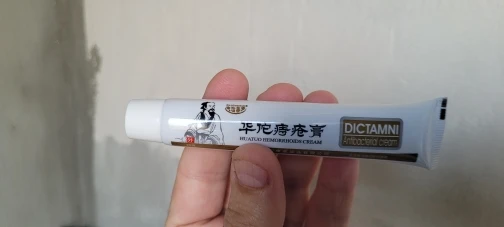 华佗痔疮膏
HUATUO HEMORRHOIDS CREAM
DICTAMNI
Antibacterial cream